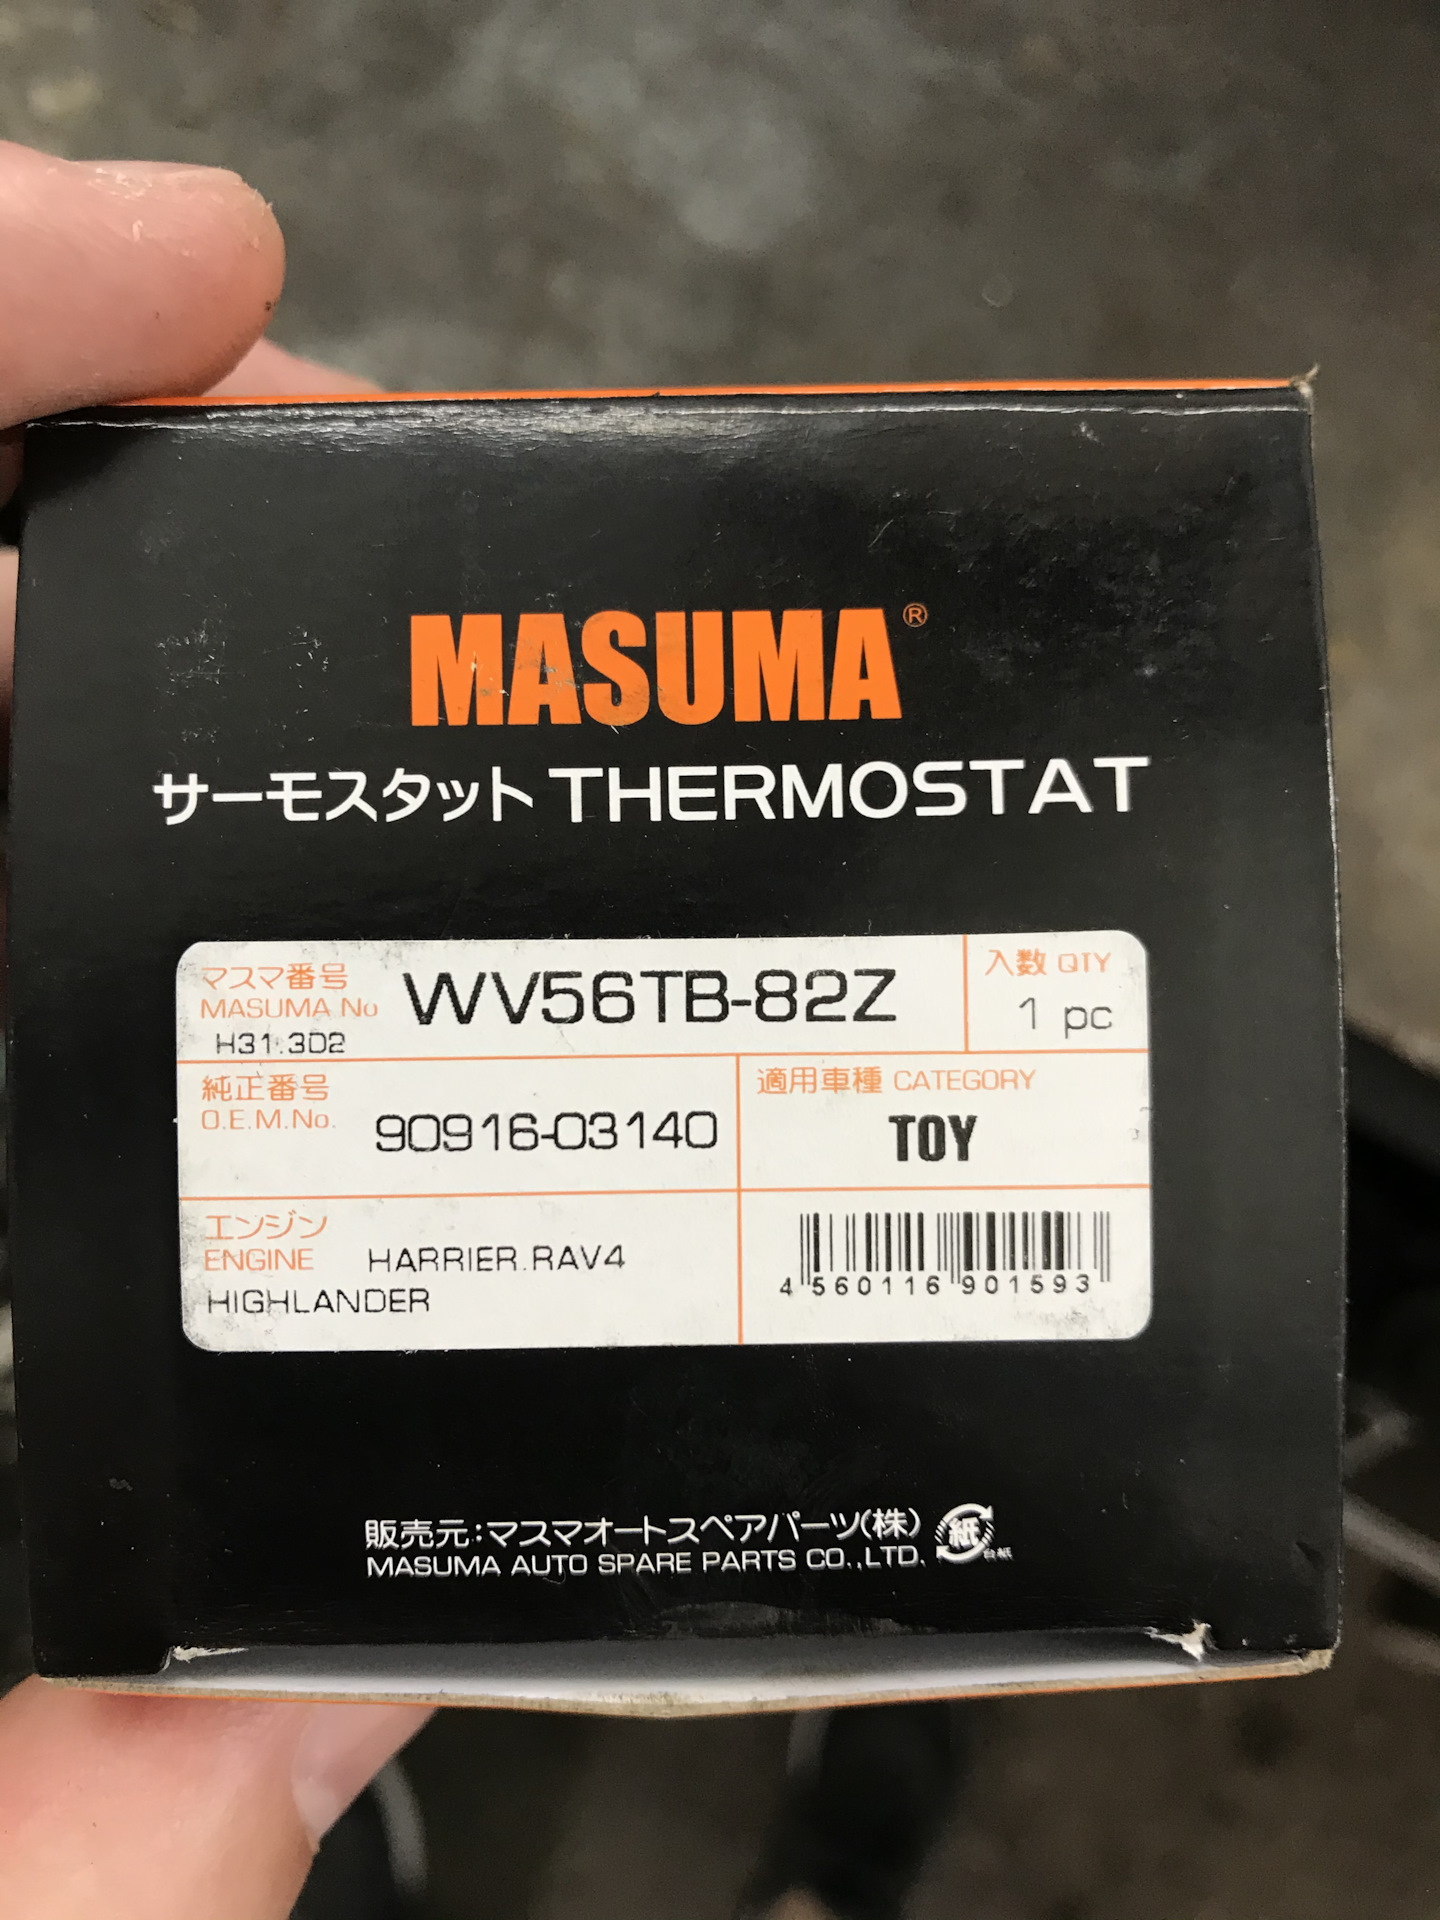 MASUMA®
サーモスタット THERMOSTAT
マスマ番号
MASUMA No
WV56TB-82Z
H31.3D2
入数 QTY
1 pc
純正番号
O.E.M.No.
90916-03140
適用車種 CATEGORY
TOY
エンジン
ENGINE HARRIER.RAV4
HIGHLANDER
4 560116 901593
販売元:マスマオートスペアパーツ(株)
MASUMA AUTO SPARE PARTS CO.,LTD.
紙
台紙